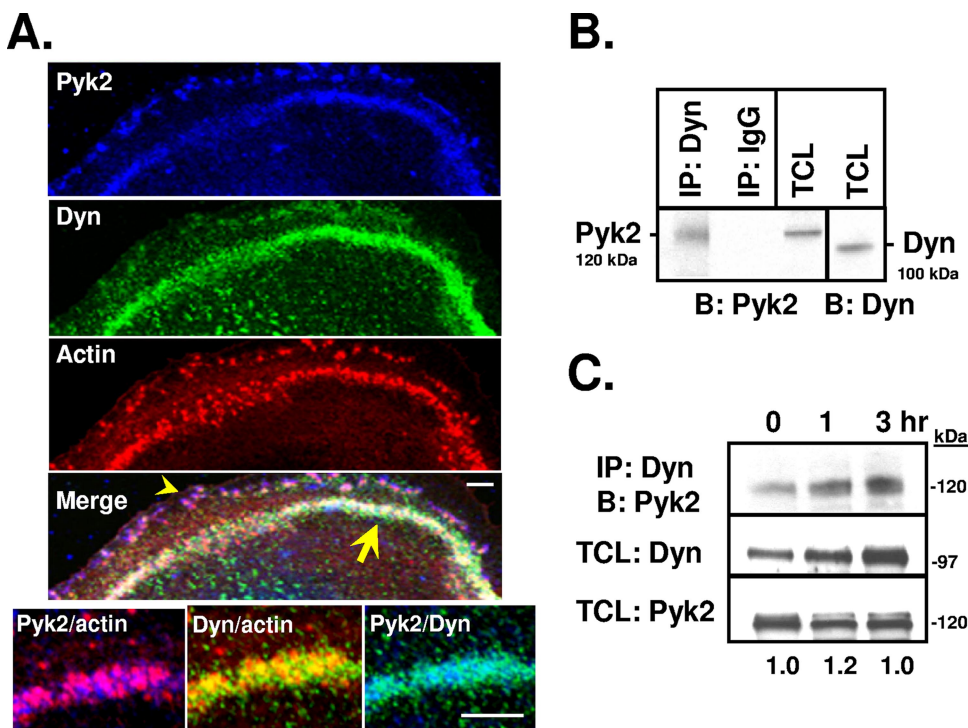 A.
Pyk2
Dyn
Actin
Merge
Pyk2/actin
Dyn/actin
Pyk2/Dyn
B.
IP: Dyn
IP: IgG
TCL
TCL
Pyk2
120 kDa
Dyn
100 kDa
B: Pyk2
B: Dyn
C.
0 1 3 hr
kDa
IP: Dyn
B: Pyk2
-120
TCL: Dyn
-97
TCL: Pyk2
-120
1.0 1.2 1.0